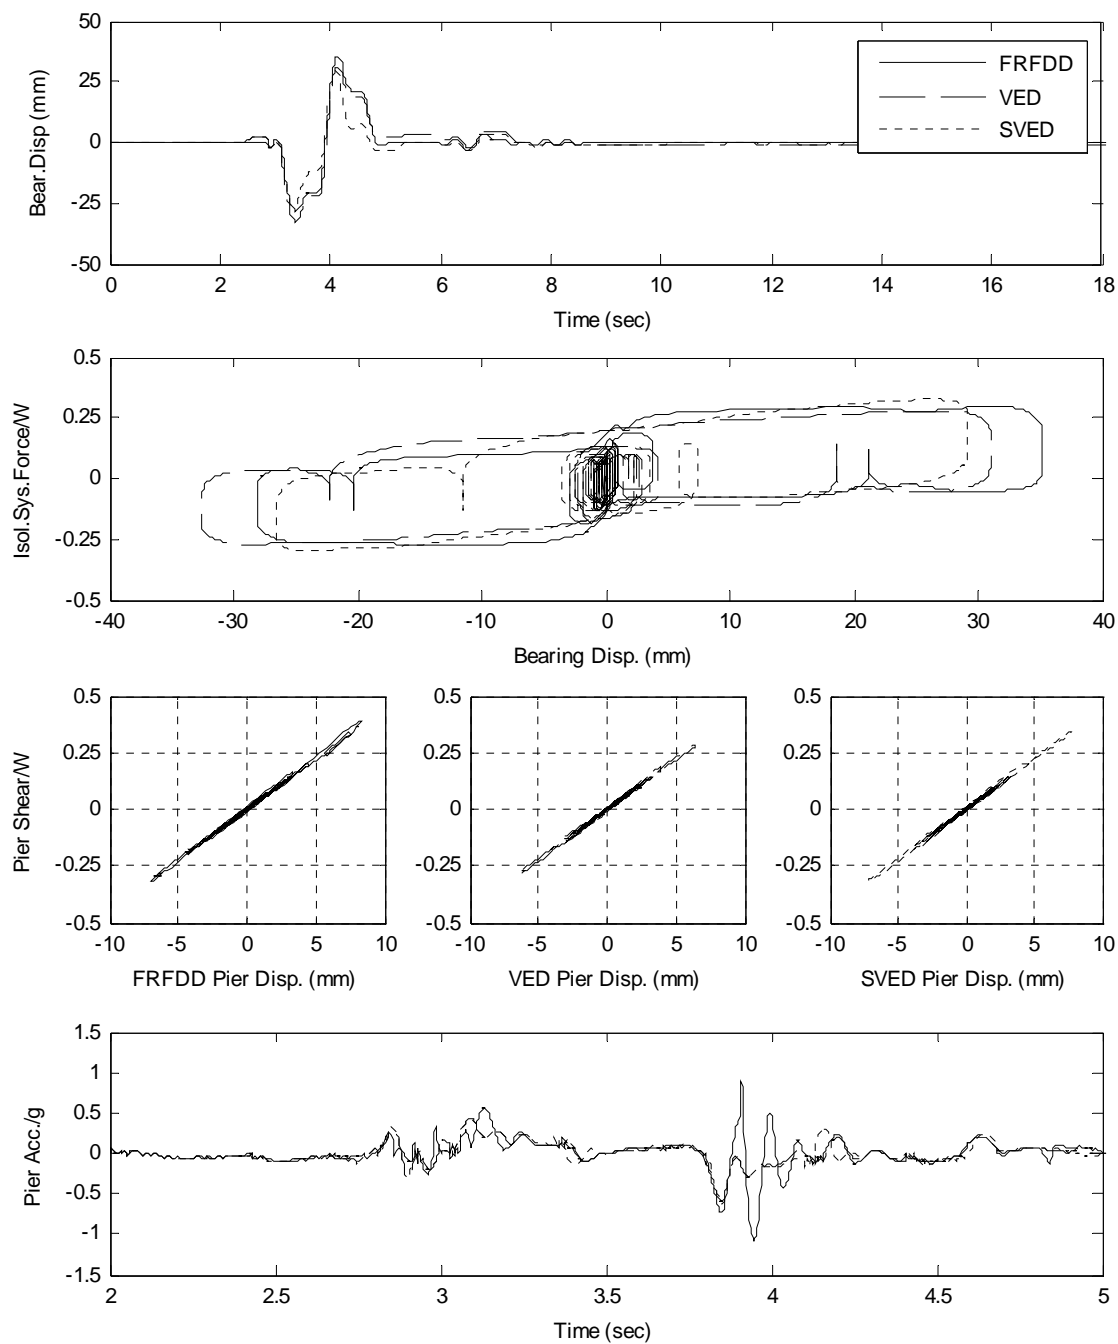 50
25
0
-25
-50
Bear.Disp (mm)
FRFDD
VED
SVED
0 2 4 6 8 10 12 14 16 18
Time (sec)
0.5
0.25
0
-0.25
-0.5
Isol.Sys.Force/W
-40 -30 -20 -10 0 10 20 30 40
Bearing Disp. (mm)
0.5
0.25
0
-0.25
-0.5
Pier Shear/W
-10 -5 0 5 10
FRFDD Pier Disp. (mm)
0.5
0.25
0
-0.25
-0.5
-10 -5 0 5 10
VED Pier Disp. (mm)
0.5
0.25
0
-0.25
-0.5
-10 -5 0 5 10
SVED Pier Disp. (mm)
1.5
1
0.5
0
-0.5
-1
-1.5
Pier Acc./g
2 2.5 3 3.5 4 4.5 5
Time (sec)